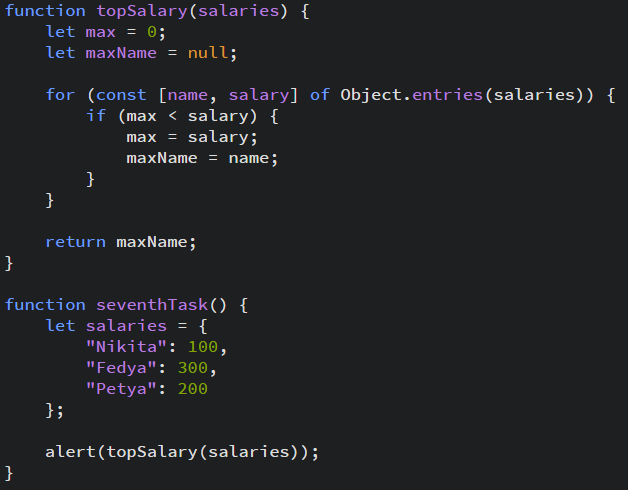 function topSalary(salaries) {
    let max = 0;
    let maxName = null;

    for (const [name, salary] of Object.entries(salaries)) {
        if (max < salary) {
            max = salary;
            maxName = name;
        }
    }

    return maxName;
}

function seventhTask() {
    let salaries = {
        "Nikita": 100,
        "Fedya": 300,
        "Petya": 200
    };

    alert(topSalary(salaries));
}